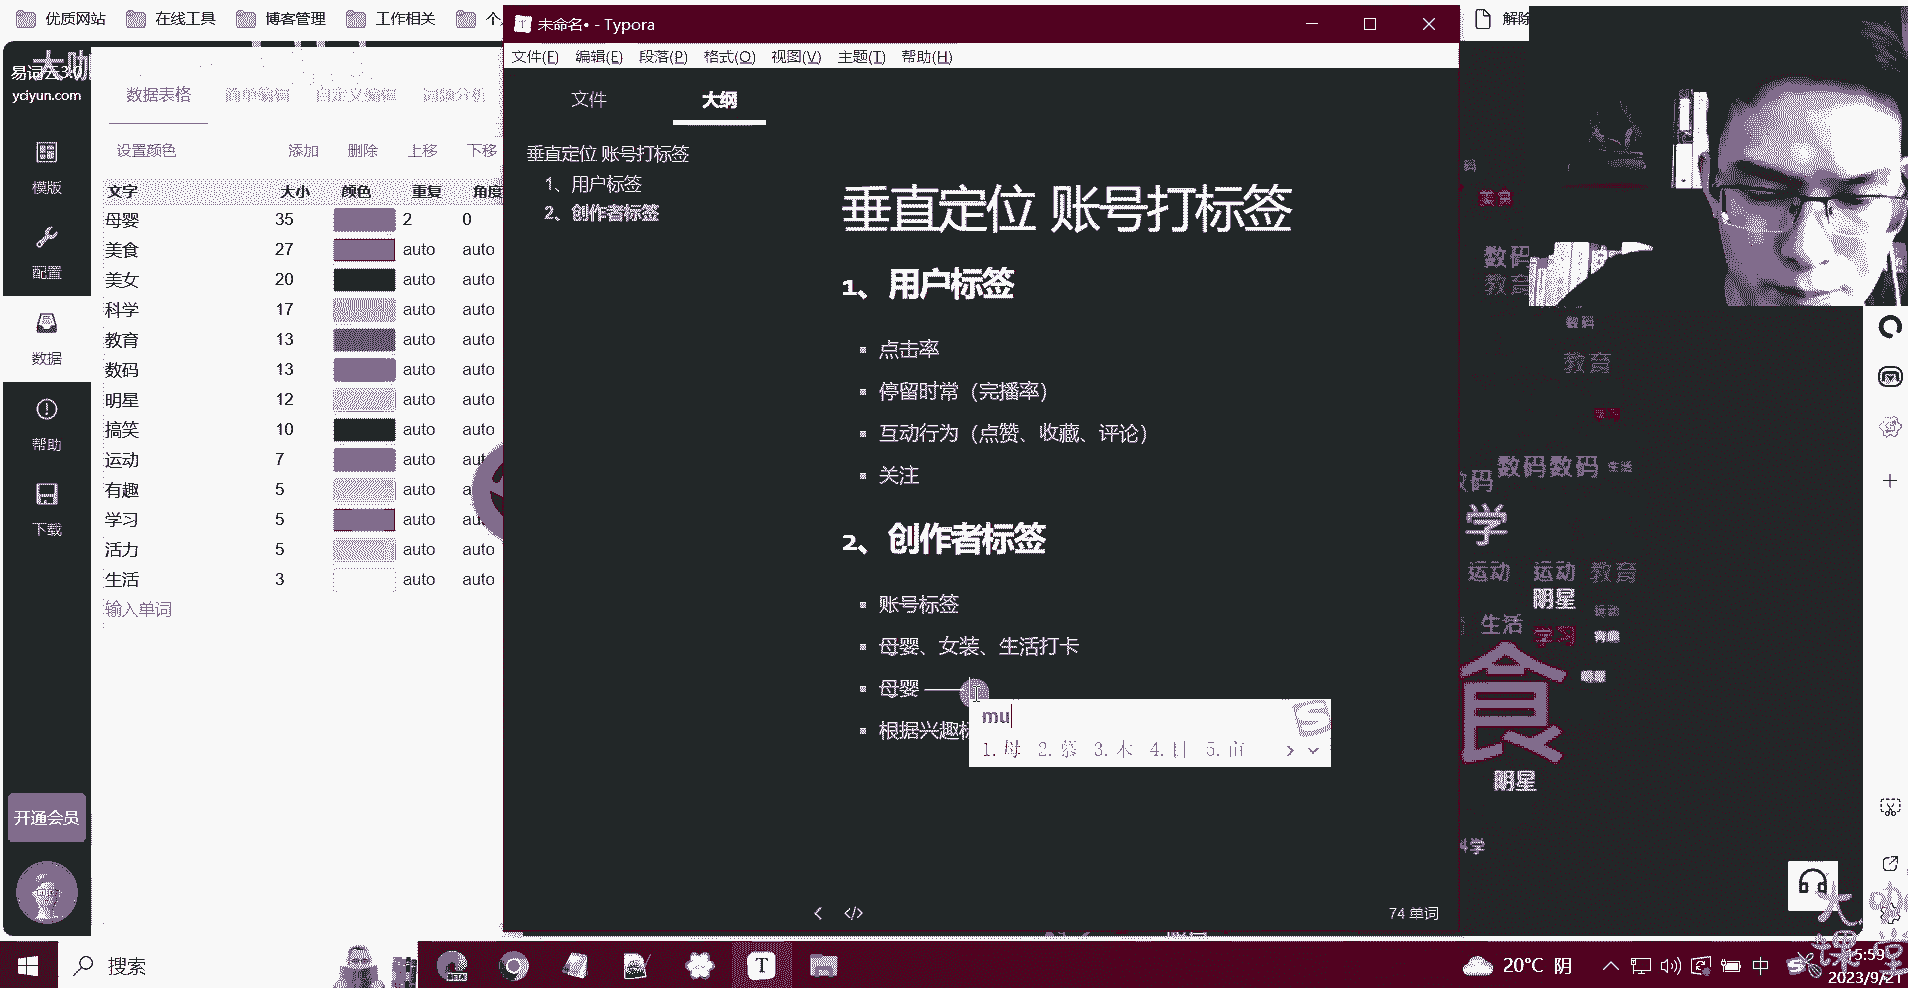 优质网站
在线工具
博客管理
工作相关
未命名• - Typora
解除
易词云3.0
yciyun.com
文件(F) 编辑(E) 段落(P) 格式(O) 视图(V) 主题(T) 帮助(H)
数据表格 简单编辑 自定义编辑 词频分析
文件
大纲
设置颜色 添加 删除 上移 下移
垂直定位 账号打标签
1、用户标签
2、创作者标签
模版
配置
数据
帮助
下载
文字 大小 颜色 重复 角度
母婴 35 2 0
美食 27 auto auto
美女 20 auto auto
科学 17 auto auto
教育 13 auto auto
数码 13 auto auto
明星 12 auto auto
搞笑 10 auto auto
运动 7 auto
有趣 5 auto
学习 5 auto
活力 5 auto auto
生活 3 auto auto
输入单词
开通会员
垂直定位 账号打标签
1、用户标签
点击率
停留时常（完播率）
互动行为（点赞、收藏、评论）
关注
2、创作者标签
账号标签
母婴、女装、生活打卡
母婴 ——
根据兴趣标
mu
1. 母 2. 慕 3. 木 4. 目 5. 亩
74 单词
美食
数码
教育
数码
教育
数码数码 生活
学
运动 运动 教育
明星
生活 学习
食
明星
搜索
20°C 阴
中
15:59
2023/9/21
大咖
课堂